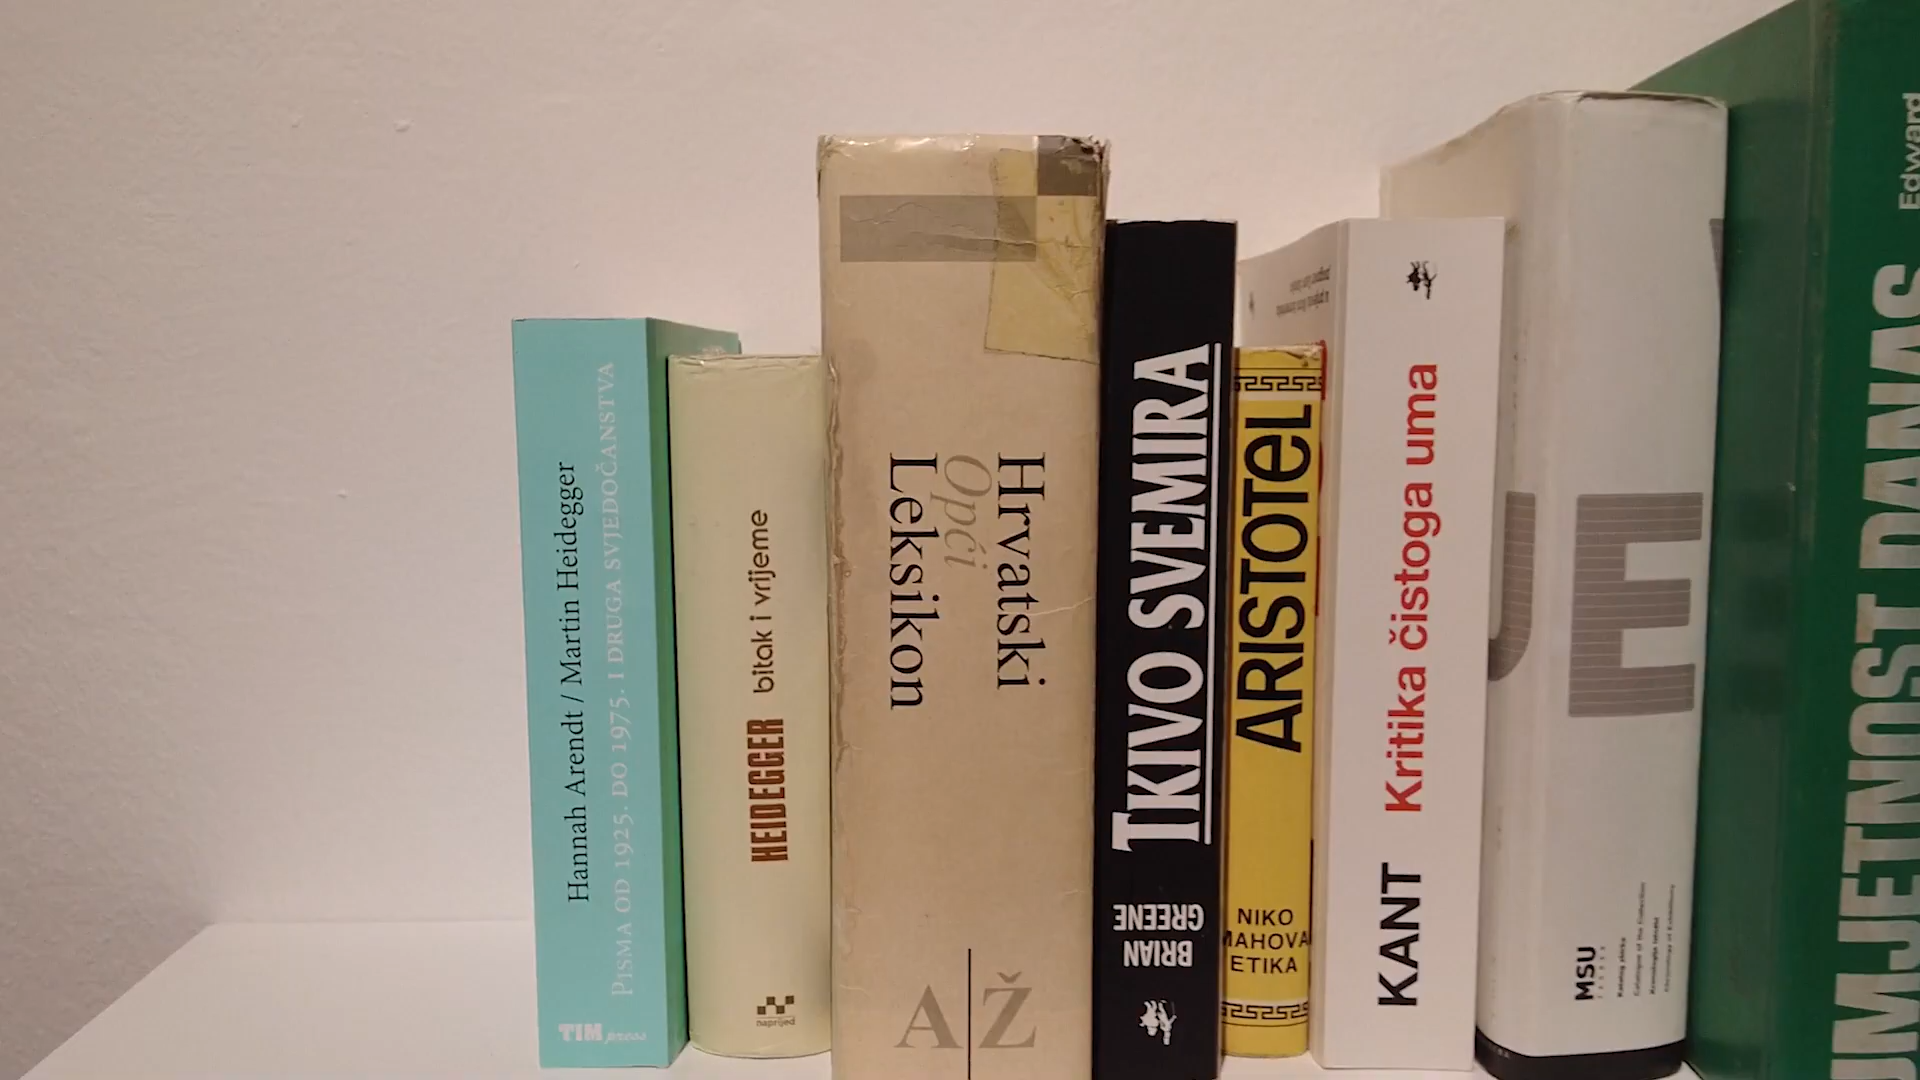 Hannah Arendt / Martin Heidegger
PISMA OD 1925. DO 1975. I DRUGA SVJEDOČANSTVA
TIM press
HEIDEGGER bitak i vrijeme
naprijed
Hrvatski
Opći
Leksikon
A Ž
BRIAN
GREENE
TKIVO SVEMIRA
ARISTOTEL
NIKO
MAHOVA
ETIKA
KANT Kritika čistoga uma
E
MSU
Edward
UMJETNOST DANAS